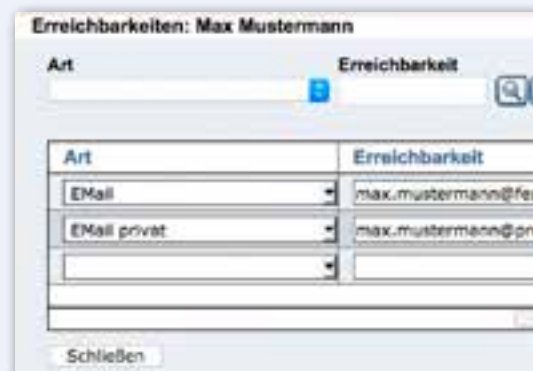 Erreichbarkeiten: Max Mustermann
Art Erreichbarkeit
Art Erreichbarkeit
EMail max.mustermann@fe
EMail privat max.mustermann@pr
Schließen